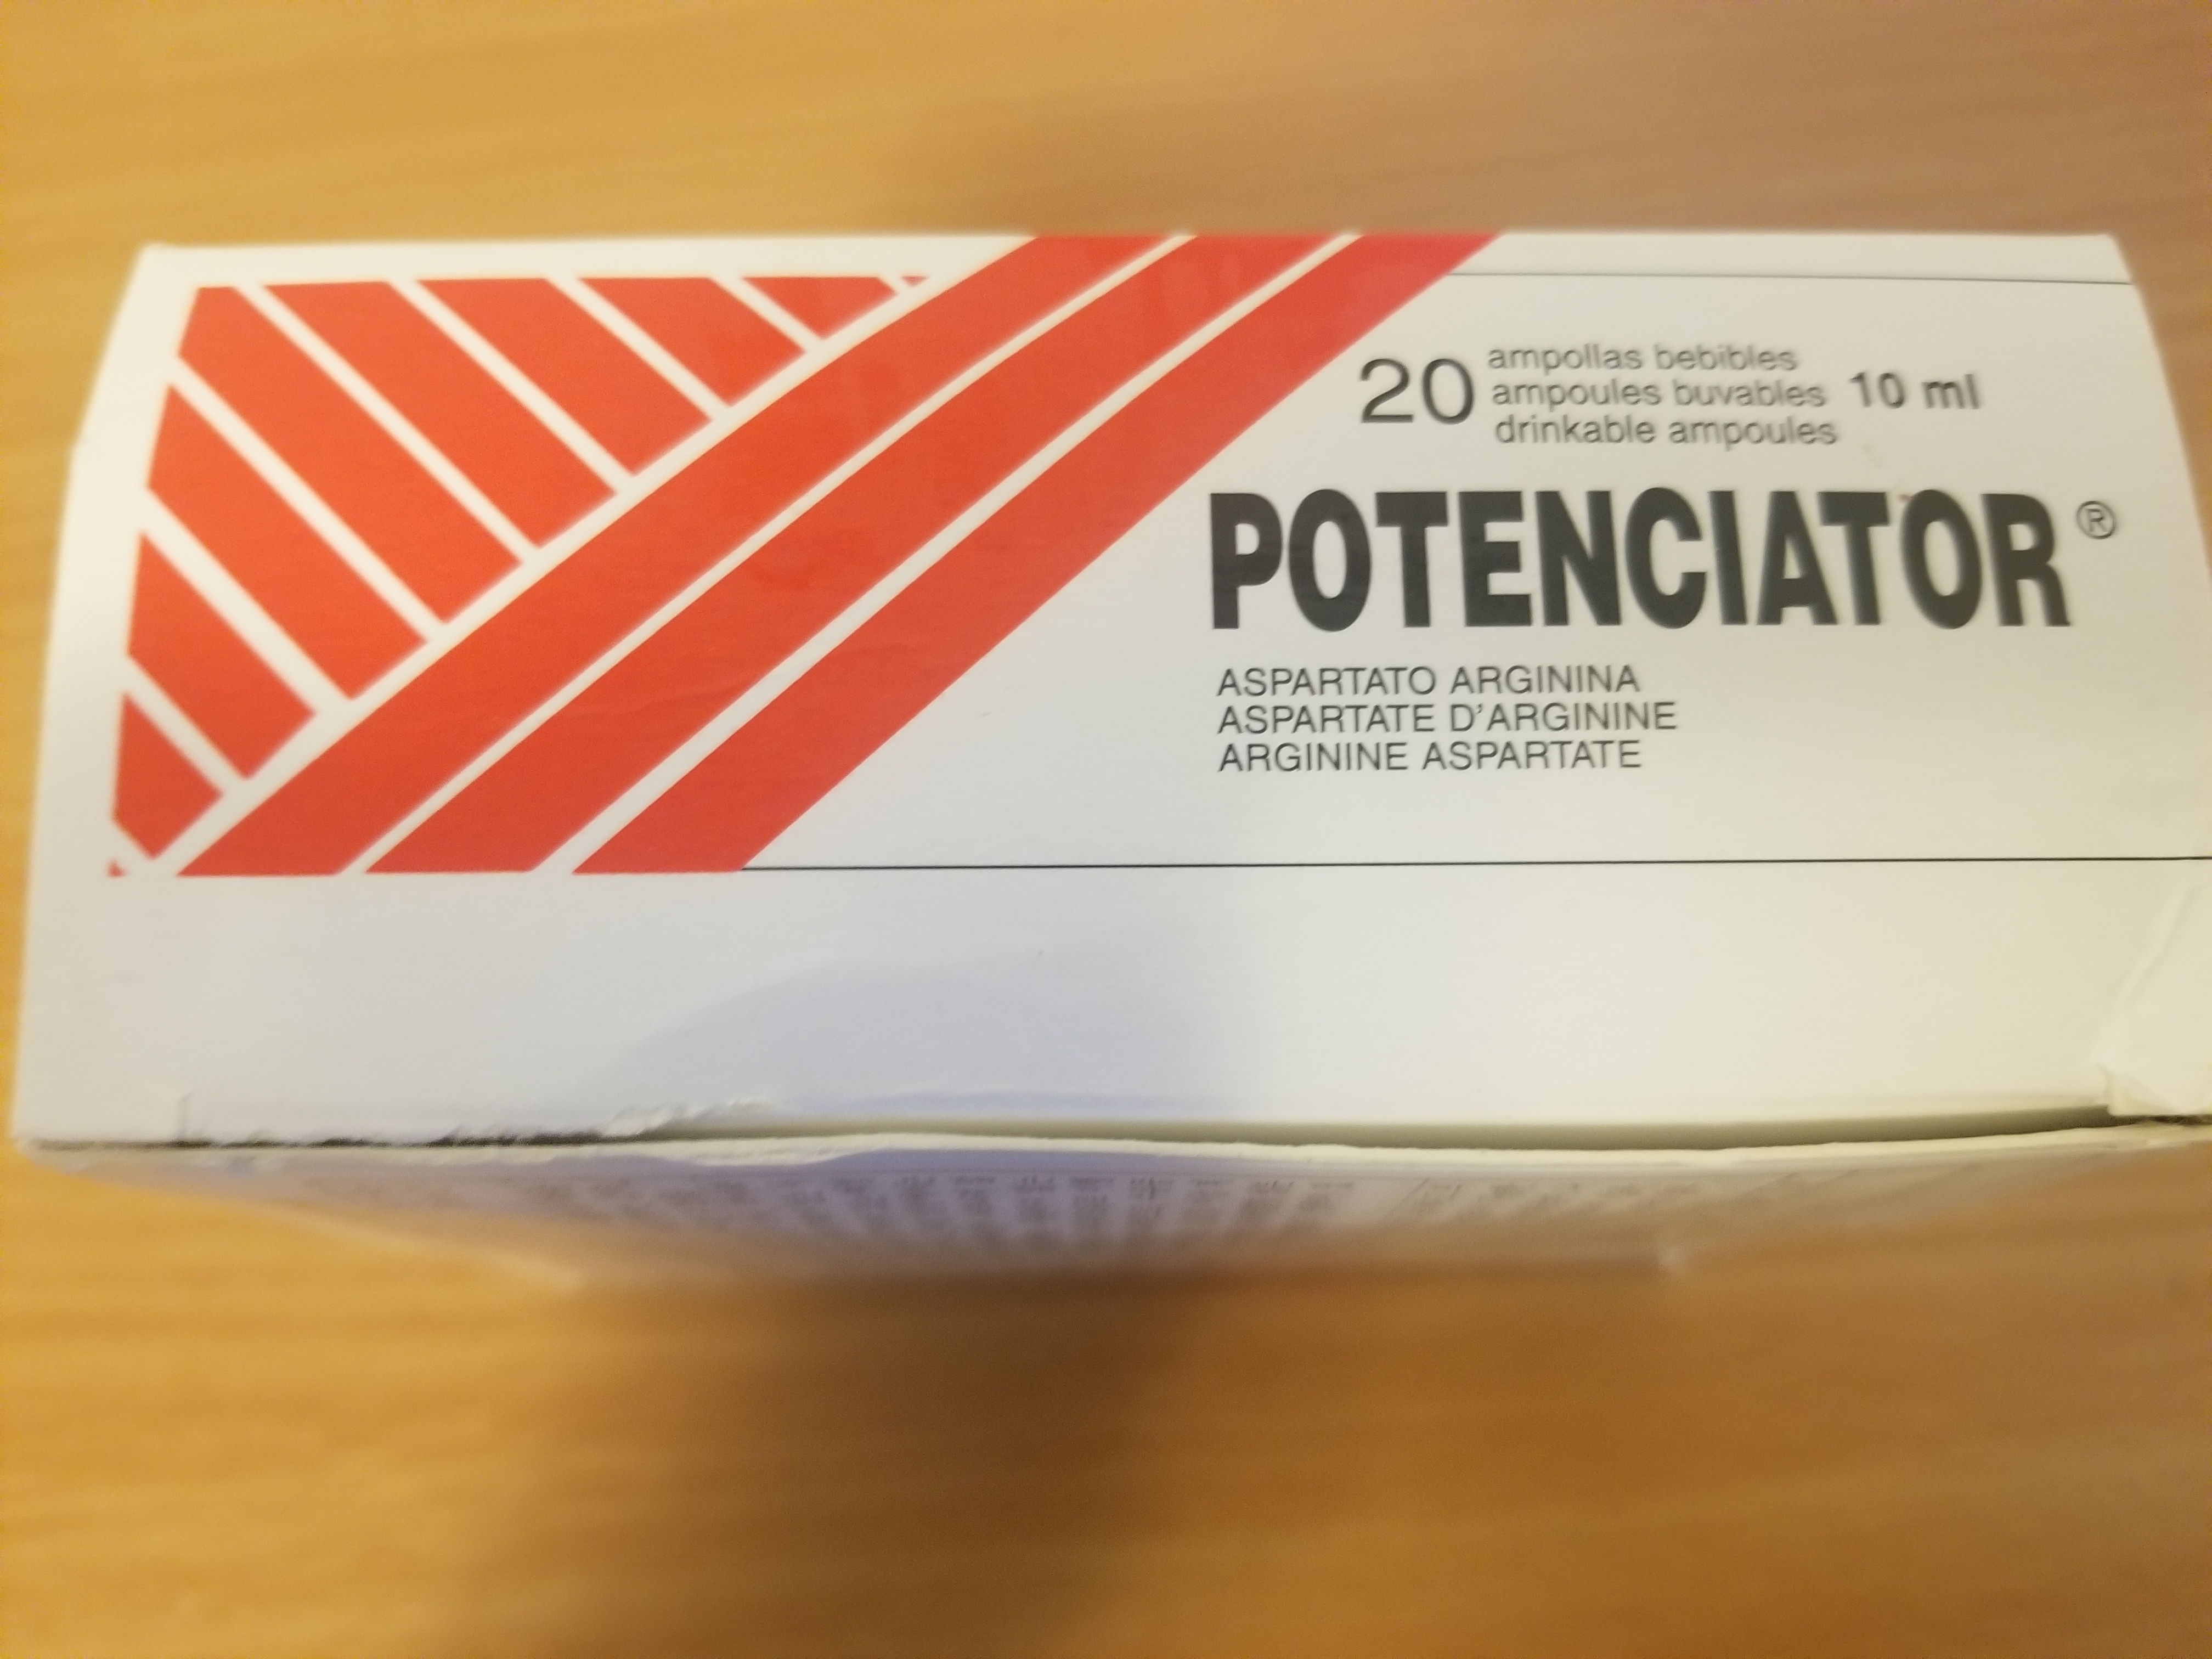 20 ampollas bebibles
ampoules buvables 10 ml
drinkable ampoules
POTENCIATOR®
ASPARTATO ARGININA
ASPARTATE D'ARGININE
ARGININE ASPARTATE